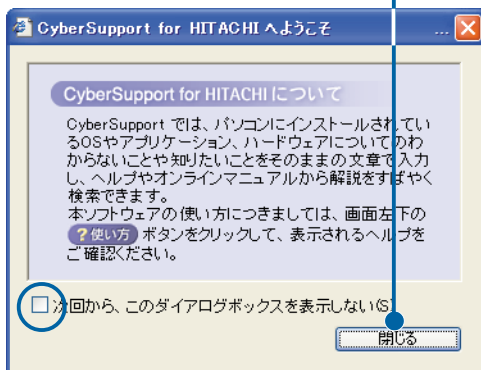 CyberSupport for HITACHI へようこそ ...
CyberSupport for HITACHI について
CyberSupport では、パソコンにインストールされてい
るOSやアプリケーション、ハードウェアについてのわ
からないことや知りたいことをそのままの文章で入力
し、ヘルプやオンラインマニュアルから解説をすばやく
検索できます。
本ソフトウェアの使い方につきましては、画面左下の
?使い方 ボタンをクリックして、表示されるヘルプを
ご確認ください。
次回から、このダイアログボックスを表示しない(S)
閉じる